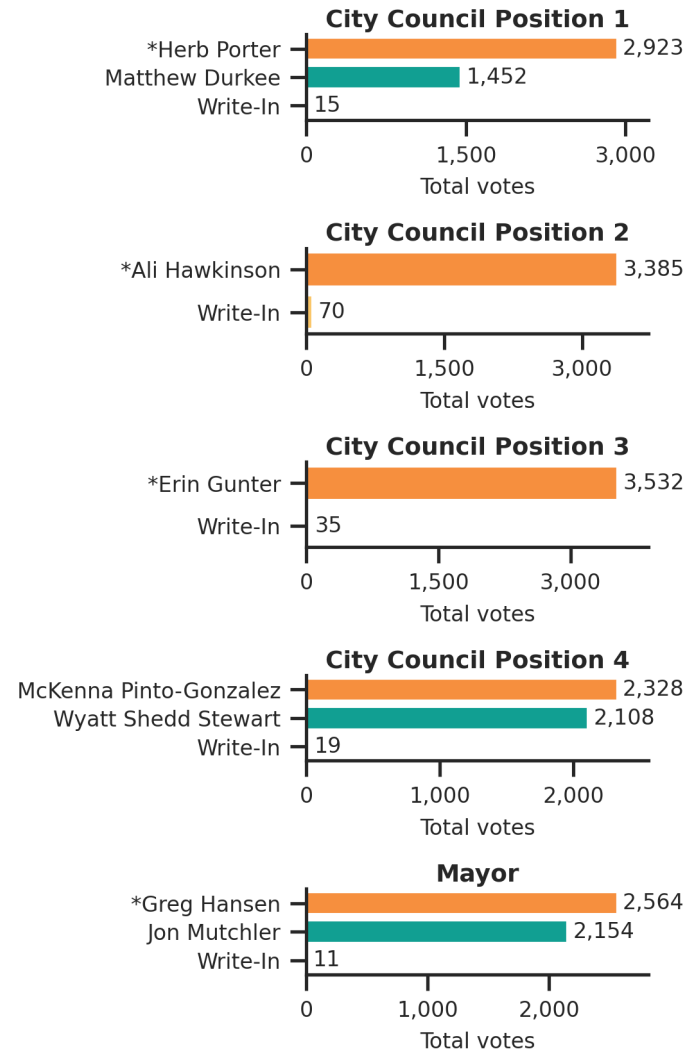 City Council Position 1
*Herb Porter 2,923
Matthew Durkee 1,452
Write-In 15
0 1,500 3,000
Total votes
City Council Position 2
*Ali Hawkinson 3,385
Write-In 70
0 1,500 3,000
Total votes
City Council Position 3
*Erin Gunter 3,532
Write-In 35
0 1,500 3,000
Total votes
City Council Position 4
McKenna Pinto-Gonzalez 2,328
Wyatt Shedd Stewart 2,108
Write-In 19
0 1,000 2,000
Total votes
Mayor
*Greg Hansen 2,564
Jon Mutchler 2,154
Write-In 11
0 1,000 2,000
Total votes